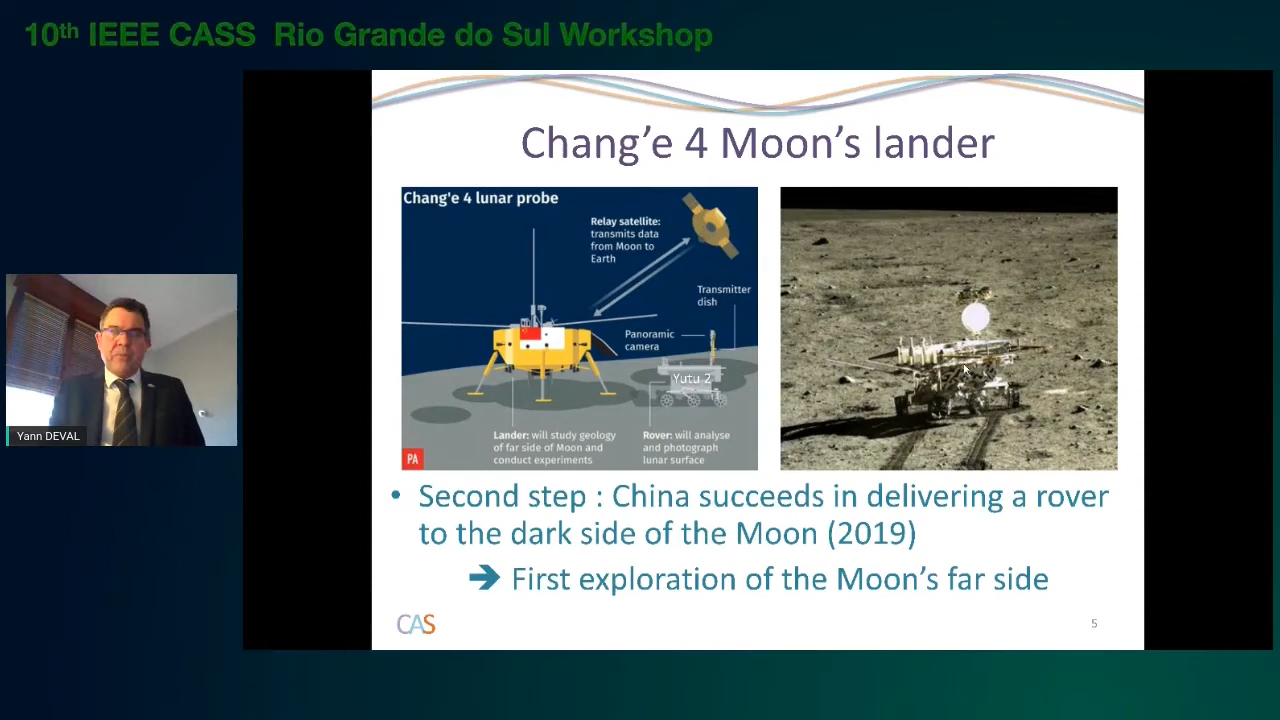 10th IEEE CASS Rio Grande do Sul Workshop
Chang'e 4 Moon's lander
Chang'e 4 lunar probe
Relay satellite:
transmits data
from Moon to
Earth
Transmitter
dish
Panoramic
camera
Yutu 2
Lander: will study geology
of far side of Moon and
conduct experiments
Rover: will analyse
and photograph
lunar surface
PA
Yann DEVAL
• Second step : China succeeds in delivering a rover
to the dark side of the Moon (2019)
➔ First exploration of the Moon's far side
CAS
5